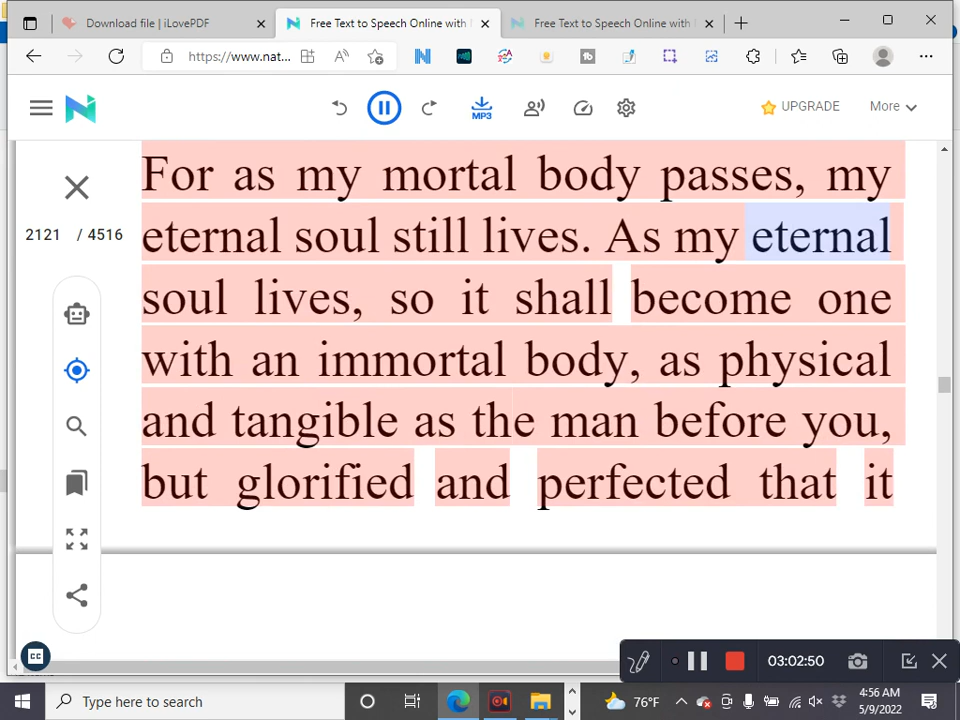 Download file | iLovePDF
Free Text to Speech Online with
Free Text to Speech Online with
https://www.nat...
MP3
UPGRADE
More
2121 / 4516
For as my mortal body passes, my
eternal soul still lives. As my eternal
soul lives, so it shall become one
with an immortal body, as physical
and tangible as the man before you,
but glorified and perfected that it
CC
03:02:50
Type here to search
76°F
4:56 AM
5/9/2022